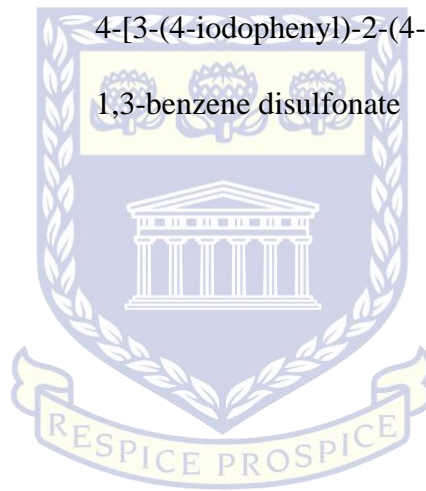 4-[3-(4-iodophenyl)-2-(4-
1,3-benzene disulfonate
RESPICE PROSPICE